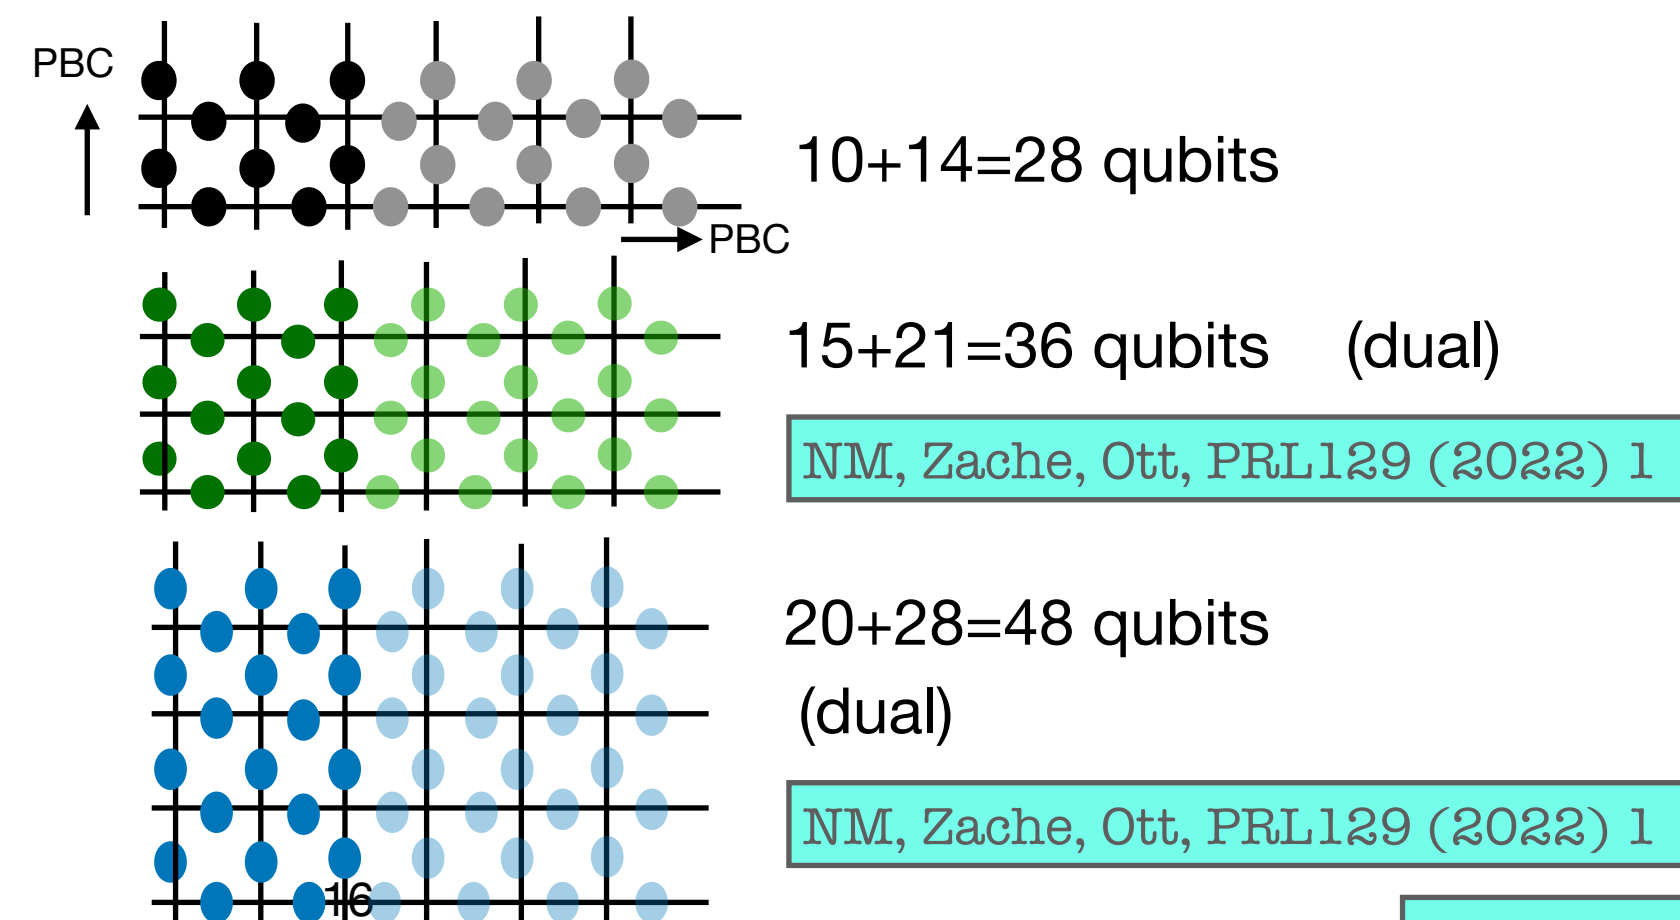 PBC
10+14=28 qubits
PBC
15+21=36 qubits (dual)
NM, Zache, Ott, PRL129 (2022) 1
20+28=48 qubits
(dual)
NM, Zache, Ott, PRL129 (2022) 1
16